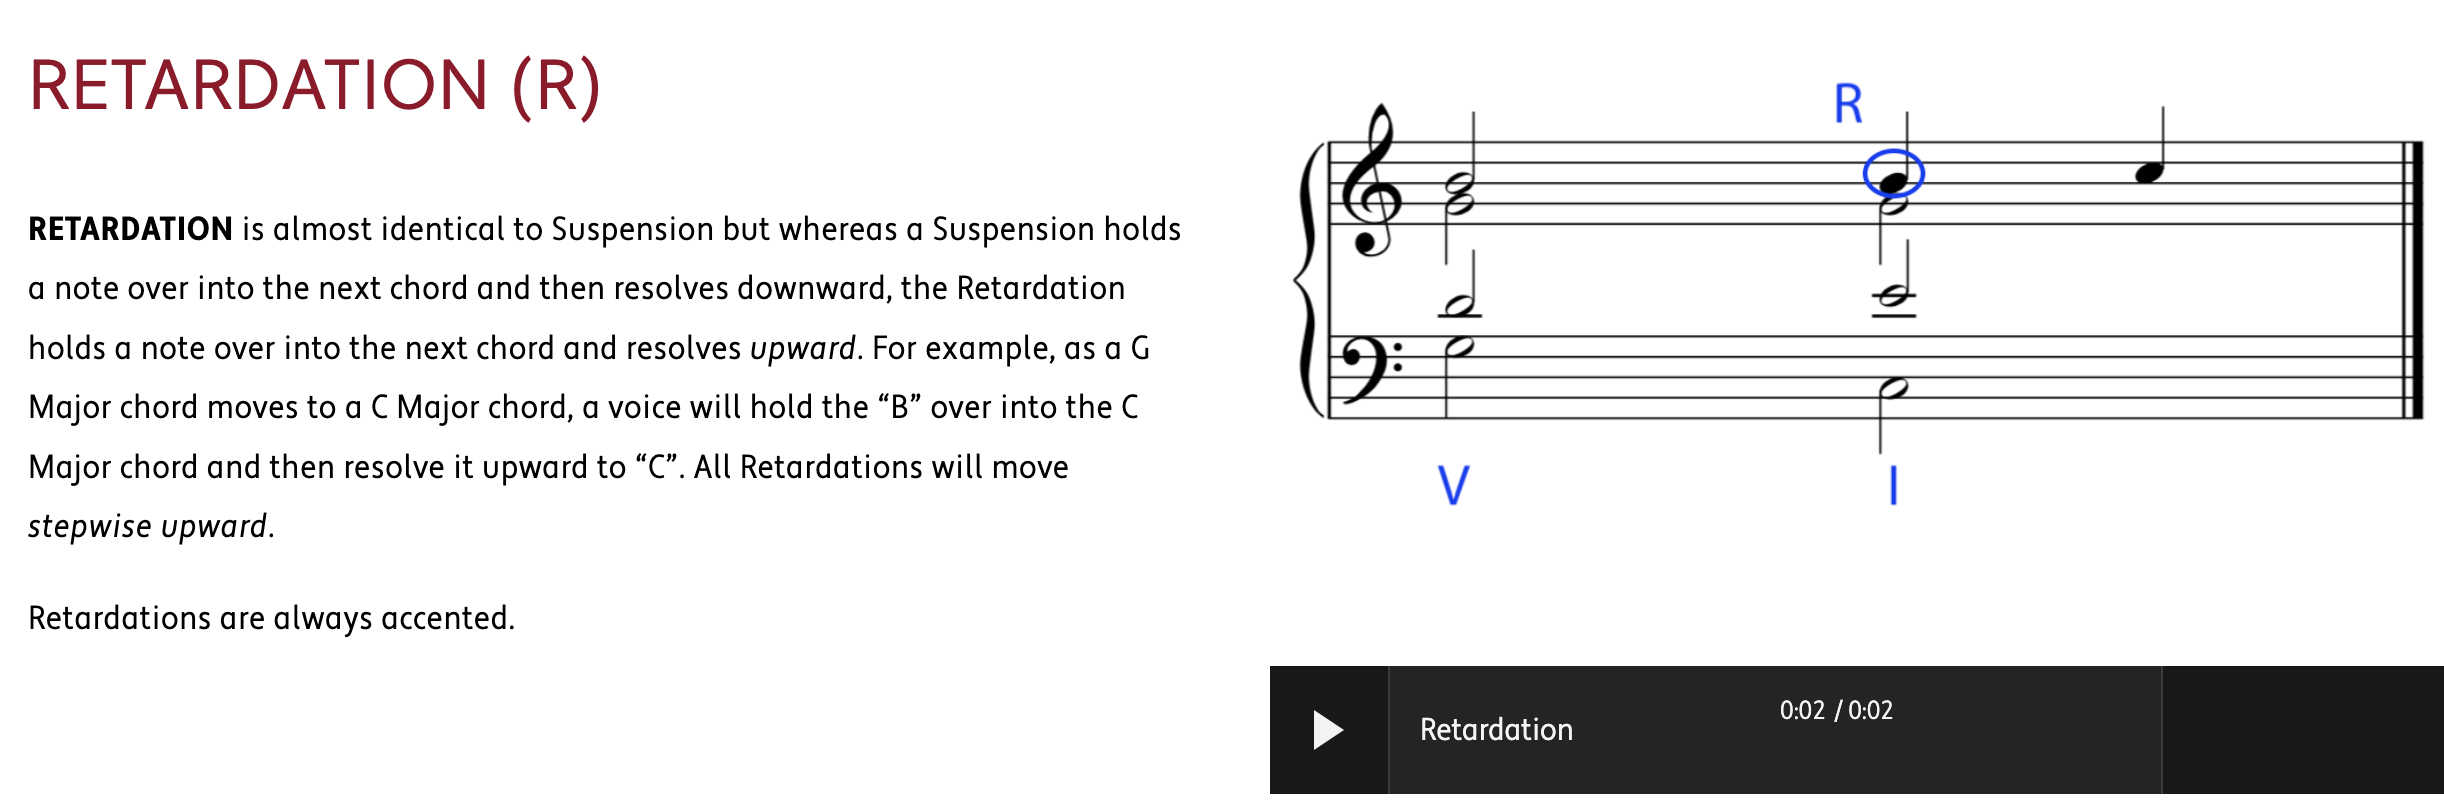 RETARDATION (R)
RETARDATION is almost identical to Suspension but whereas a Suspension holds
a note over into the next chord and then resolves downward, the Retardation
holds a note over into the next chord and resolves upward. For example, as a G
Major chord moves to a C Major chord, a voice will hold the “B” over into the C
Major chord and then resolve it upward to “C”. All Retardations will move
stepwise upward.
Retardations are always accented.
R
V I
Retardation 0:02 / 0:02